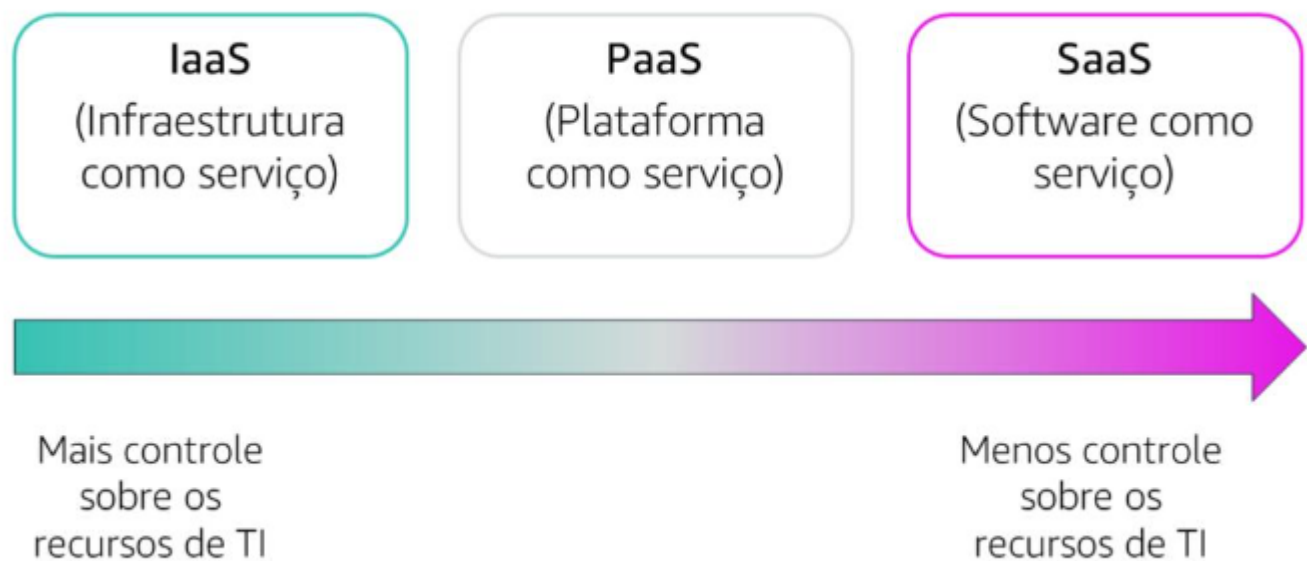 IaaS
(Infraestrutura
como serviço)
PaaS
(Plataforma
como serviço)
SaaS
(Software como
serviço)
Mais controle
sobre os
recursos de TI
Menos controle
sobre os
recursos de TI